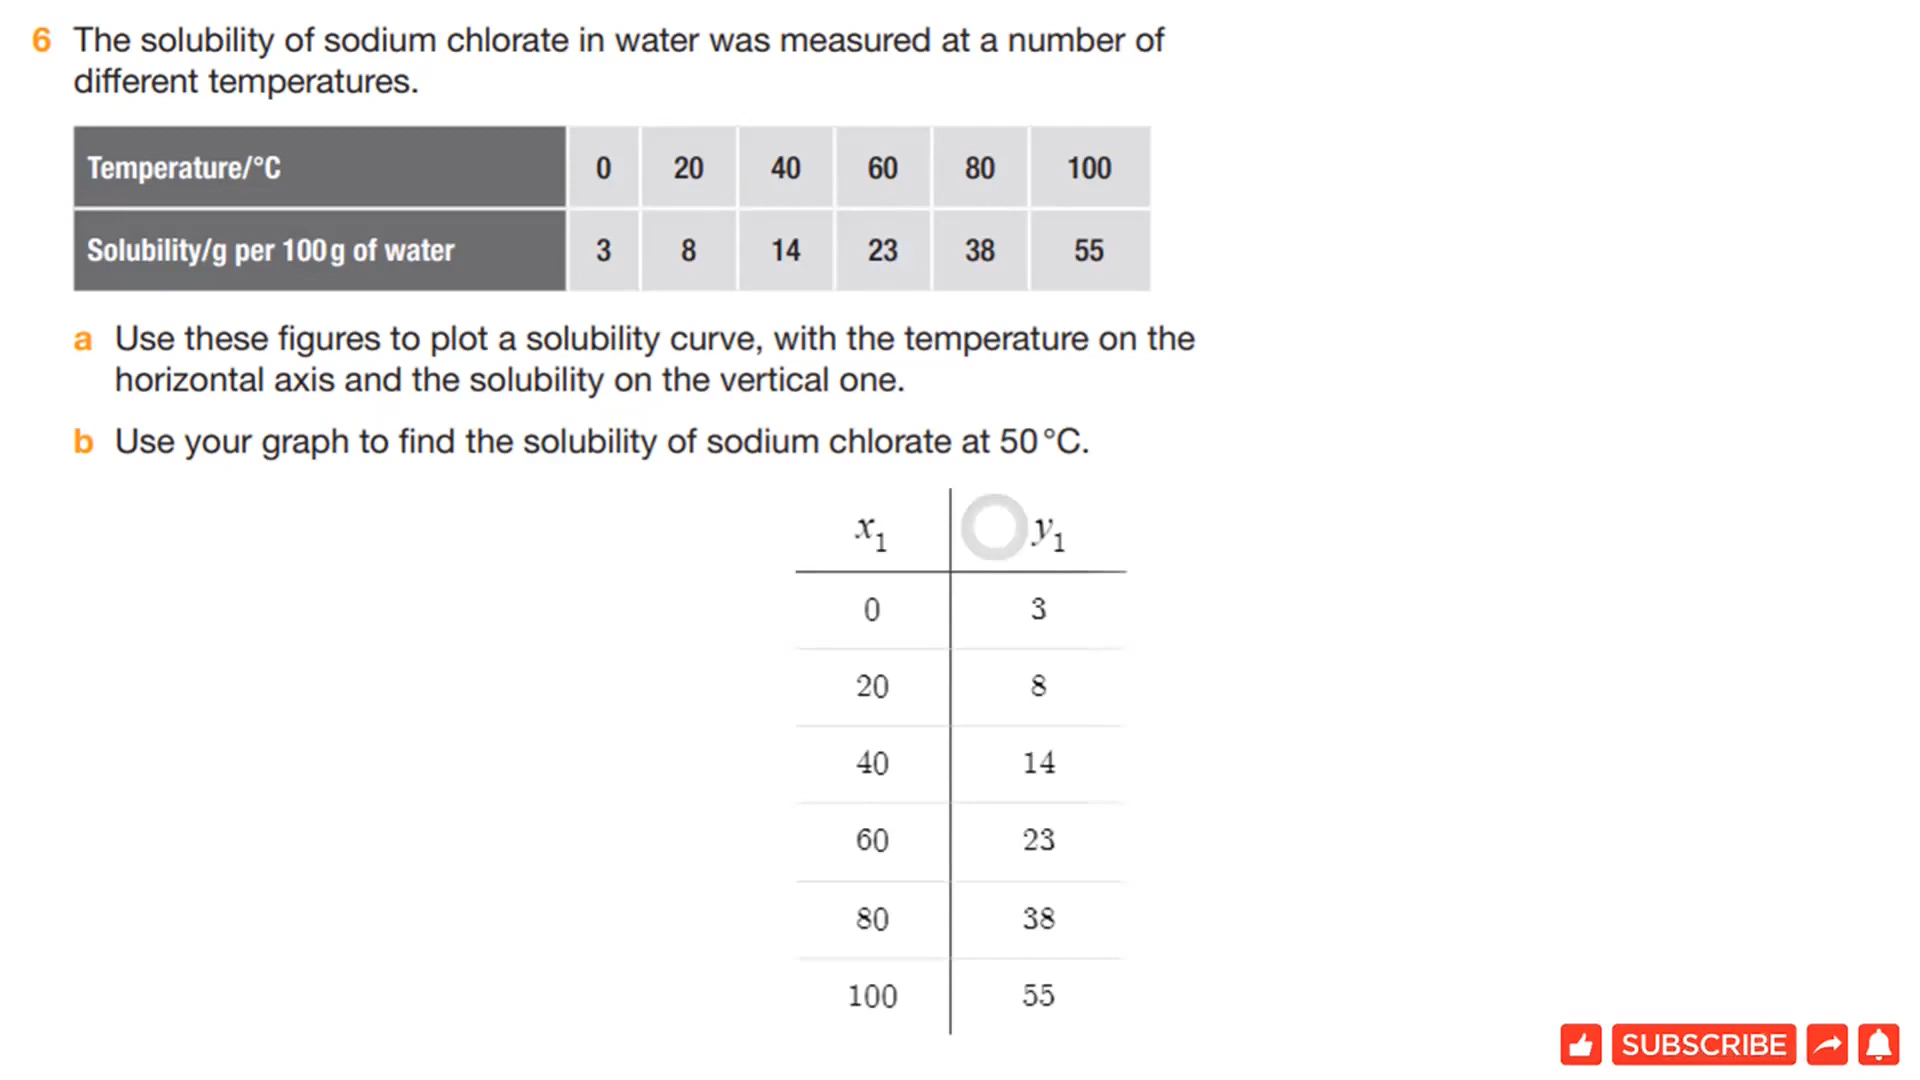 6 The solubility of sodium chlorate in water was measured at a number of
different temperatures.
Temperature/°C 0 20 40 60 80 100
Solubility/g per 100 g of water 3 8 14 23 38 55
a Use these figures to plot a solubility curve, with the temperature on the
horizontal axis and the solubility on the vertical one.
b Use your graph to find the solubility of sodium chlorate at 50 °C.
x₁ y₁
0 3
20 8
40 14
60 23
80 38
100 55
SUBSCRIBE